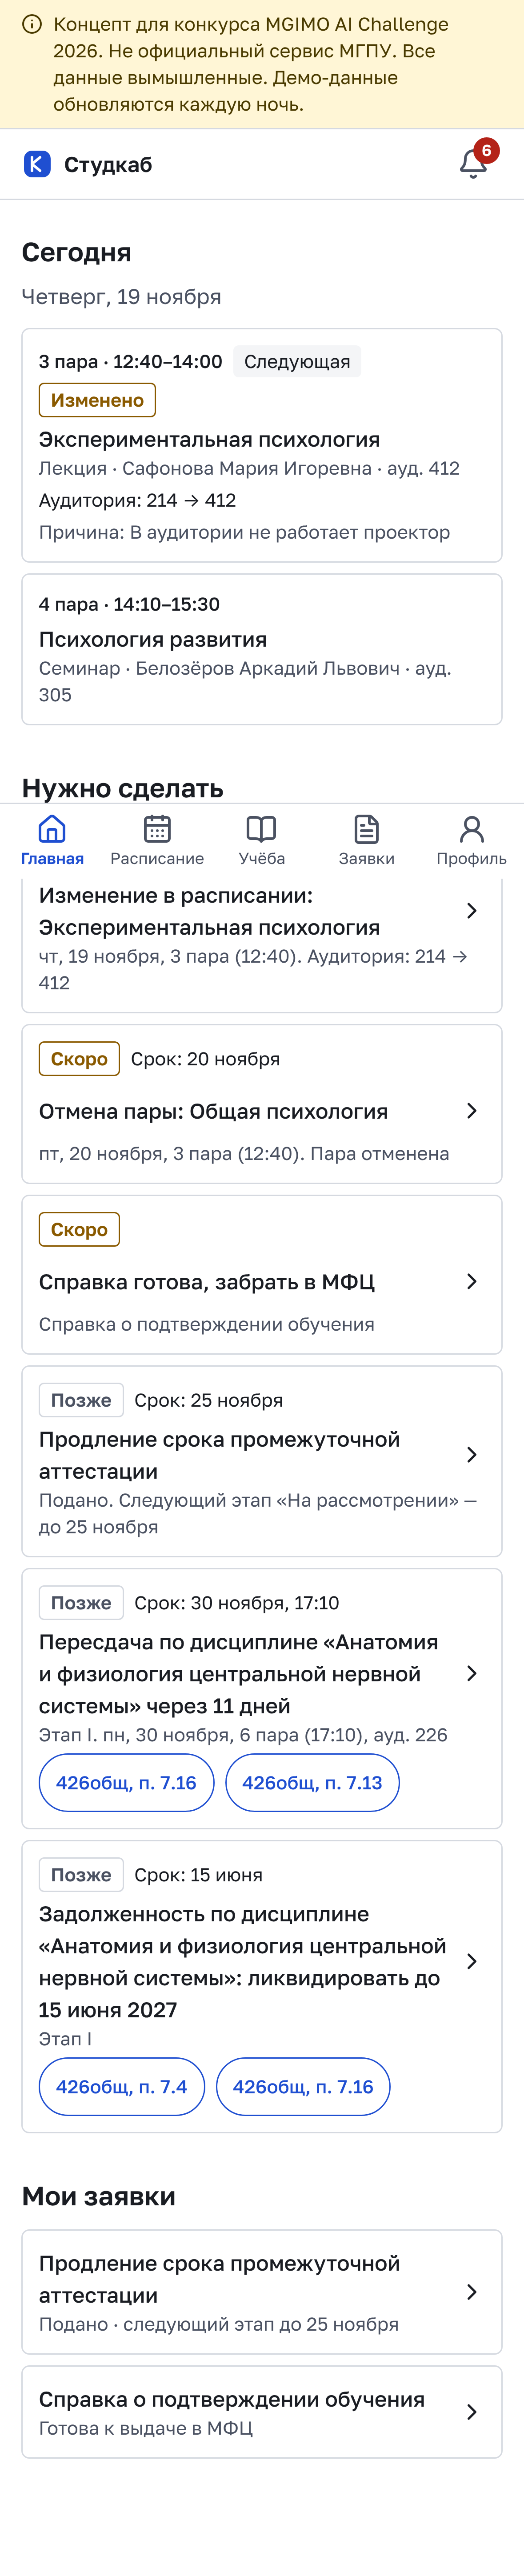 Концепт для конкурса MGIMO AI Challenge
2026. Не официальный сервис МГПУ. Все
данные вымышленные. Демо-данные
обновляются каждую ночь.
Студкаб
6
Сегодня
Четверг, 19 ноября
3 пара · 12:40–14:00 Следующая
Изменено
Экспериментальная психология
Лекция · Сафонова Мария Игоревна · ауд. 412
Аудитория: 214 → 412
Причина: В аудитории не работает проектор
4 пара · 14:10–15:30
Психология развития
Семинар · Белозёров Аркадий Львович · ауд.
305
Нужно сделать
Главная Расписание Учёба Заявки Профиль
Изменение в расписании:
Экспериментальная психология
чт, 19 ноября, 3 пара (12:40). Аудитория: 214 →
412
Скоро Срок: 20 ноября
Отмена пары: Общая психология
пт, 20 ноября, 3 пара (12:40). Пара отменена
Скоро
Справка готова, забрать в МФЦ
Справка о подтверждении обучения
Позже Срок: 25 ноября
Продление срока промежуточной
аттестации
Подано. Следующий этап «На рассмотрении» —
до 25 ноября
Позже Срок: 30 ноября, 17:10
Пересдача по дисциплине «Анатомия
и физиология центральной нервной
системы» через 11 дней
Этап I. пн, 30 ноября, 6 пара (17:10), ауд. 226
426общ, п. 7.16 426общ, п. 7.13
Позже Срок: 15 июня
Задолженность по дисциплине
«Анатомия и физиология центральной
нервной системы»: ликвидировать до
15 июня 2027
Этап I
426общ, п. 7.4 426общ, п. 7.16
Мои заявки
Продление срока промежуточной
аттестации
Подано · следующий этап до 25 ноября
Справка о подтверждении обучения
Готова к выдаче в МФЦ